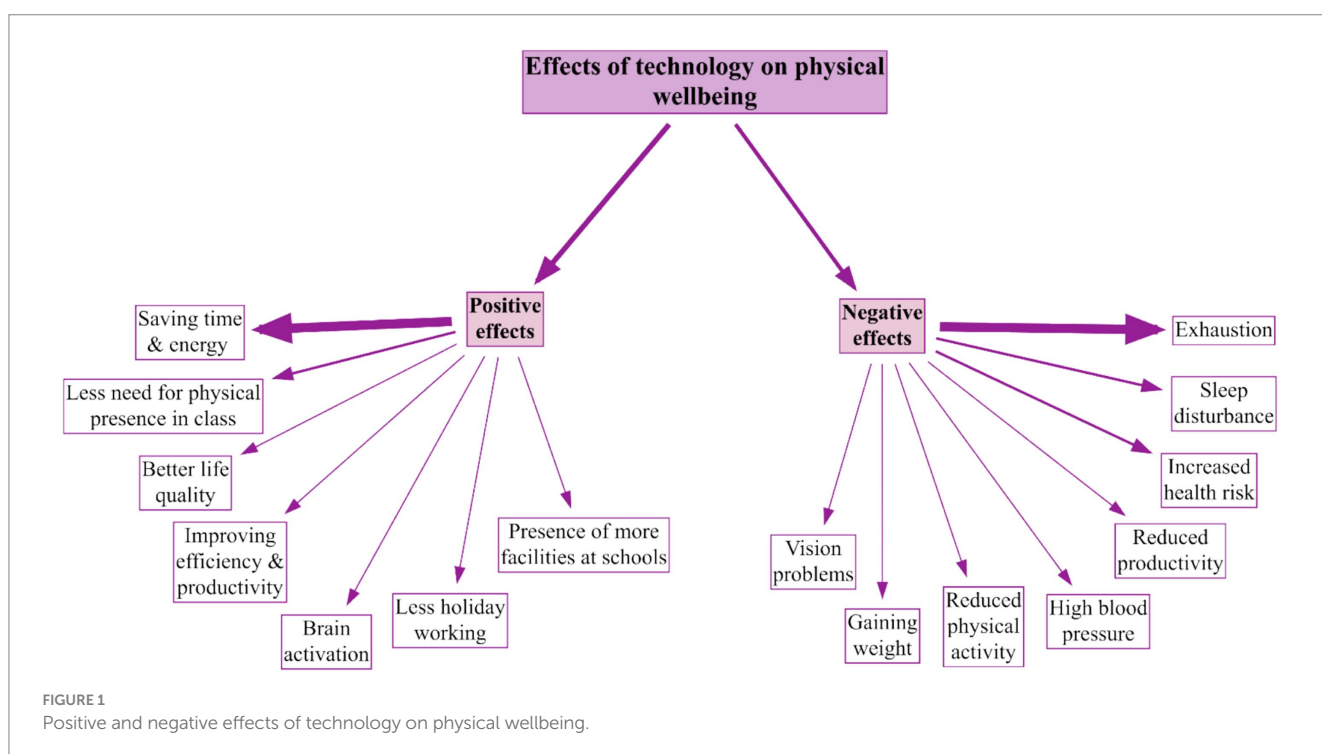 Effects of technology on physical
wellbeing
Positive
effects
Negative
effects
Saving time
& energy
Less need for physical
presence in class
Better life
quality
Improving
efficiency &
productivity
Brain
activation
Less holiday
working
Presence of more
facilities at schools
Exhaustion
Sleep
disturbance
Increased
health risk
Reduced
productivity
High blood
pressure
Reduced
physical
activity
Gaining
weight
Vision
problems
FIGURE 1
Positive and negative effects of technology on physical wellbeing.